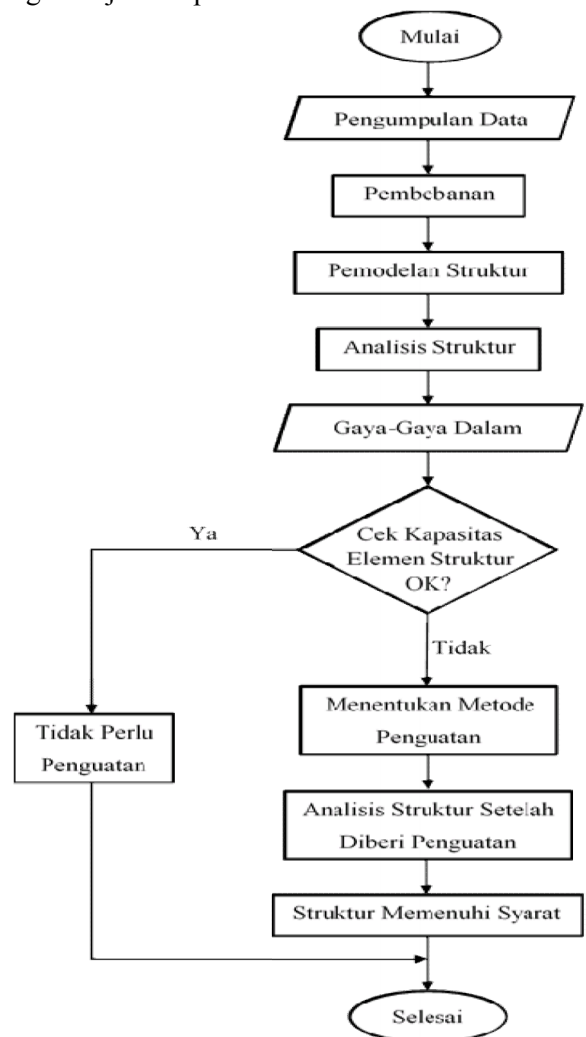 Mulai
Pengumpulan Data
Pembebanan
Pemodelan Struktur
Analisis Struktur
Gaya-Gaya Dalam
Cek Kapasitas
Elemen Struktur
OK?
Ya
Tidak
Tidak Perlu
Penguatan
Menentukan Metode
Penguatan
Analisis Struktur Setelah
Diberi Penguatan
Struktur Memenuhi Syarat
Selesai